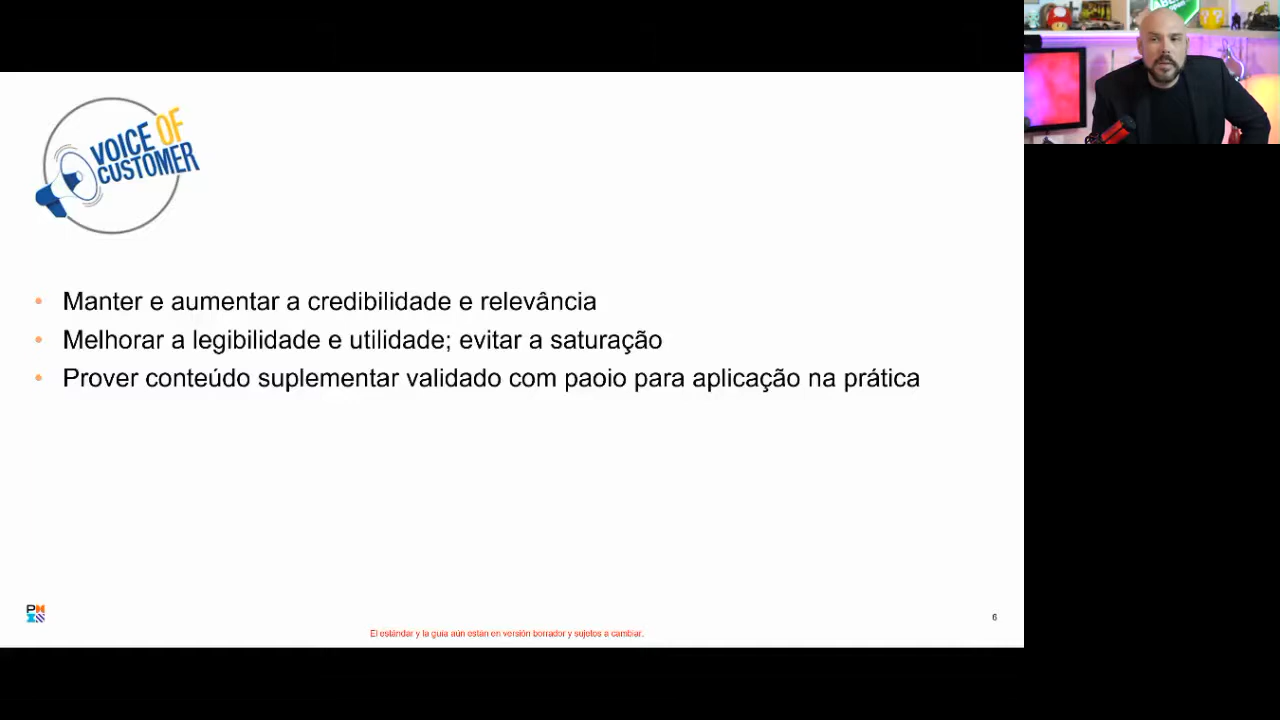 VOICE OF
CUSTOMER
• Manter e aumentar a credibilidade e relevância
• Melhorar a legibilidade e utilidade; evitar a saturação
• Prover conteúdo suplementar validado com paoio para aplicação na prática
6
El estándar y la guía aún están en versión borrador y sujetos a cambiar.